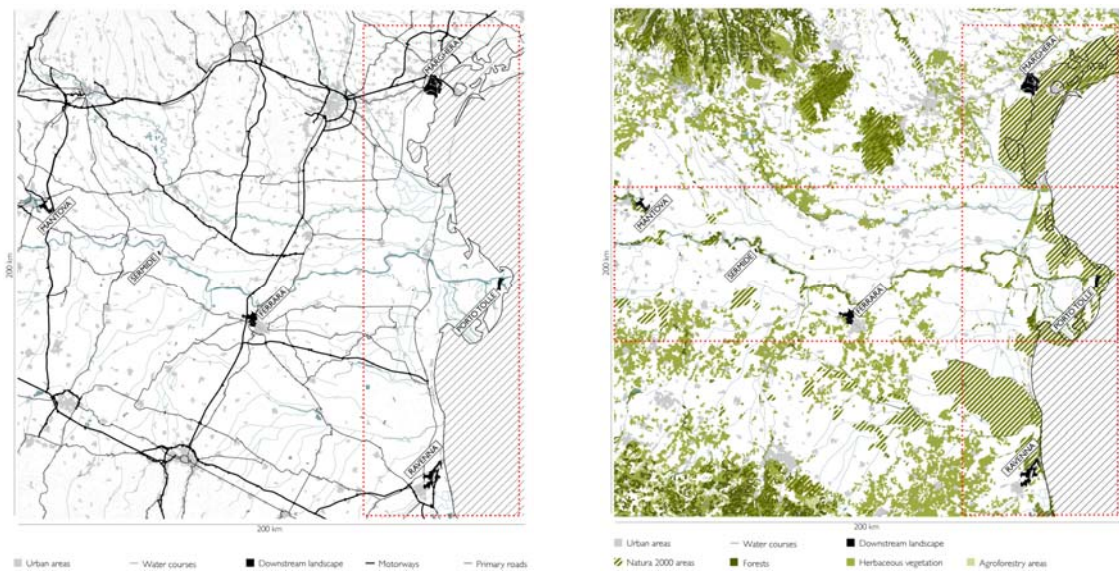 MARGHERA
MANTOVA
SERMIDE
FERRARA
PORTO TOLLE
RAVENNA
200 km
200 km
Urban areas Water courses Downstream landscape Motorways Primary roads
MARGHERA
MANTOVA
SERMIDE
FERRARA
PORTO TOLLE
RAVENNA
200 km
200 km
Urban areas Water courses Downstream landscape
Natura 2000 areas Forests Herbaceous vegetation Agroforestry areas